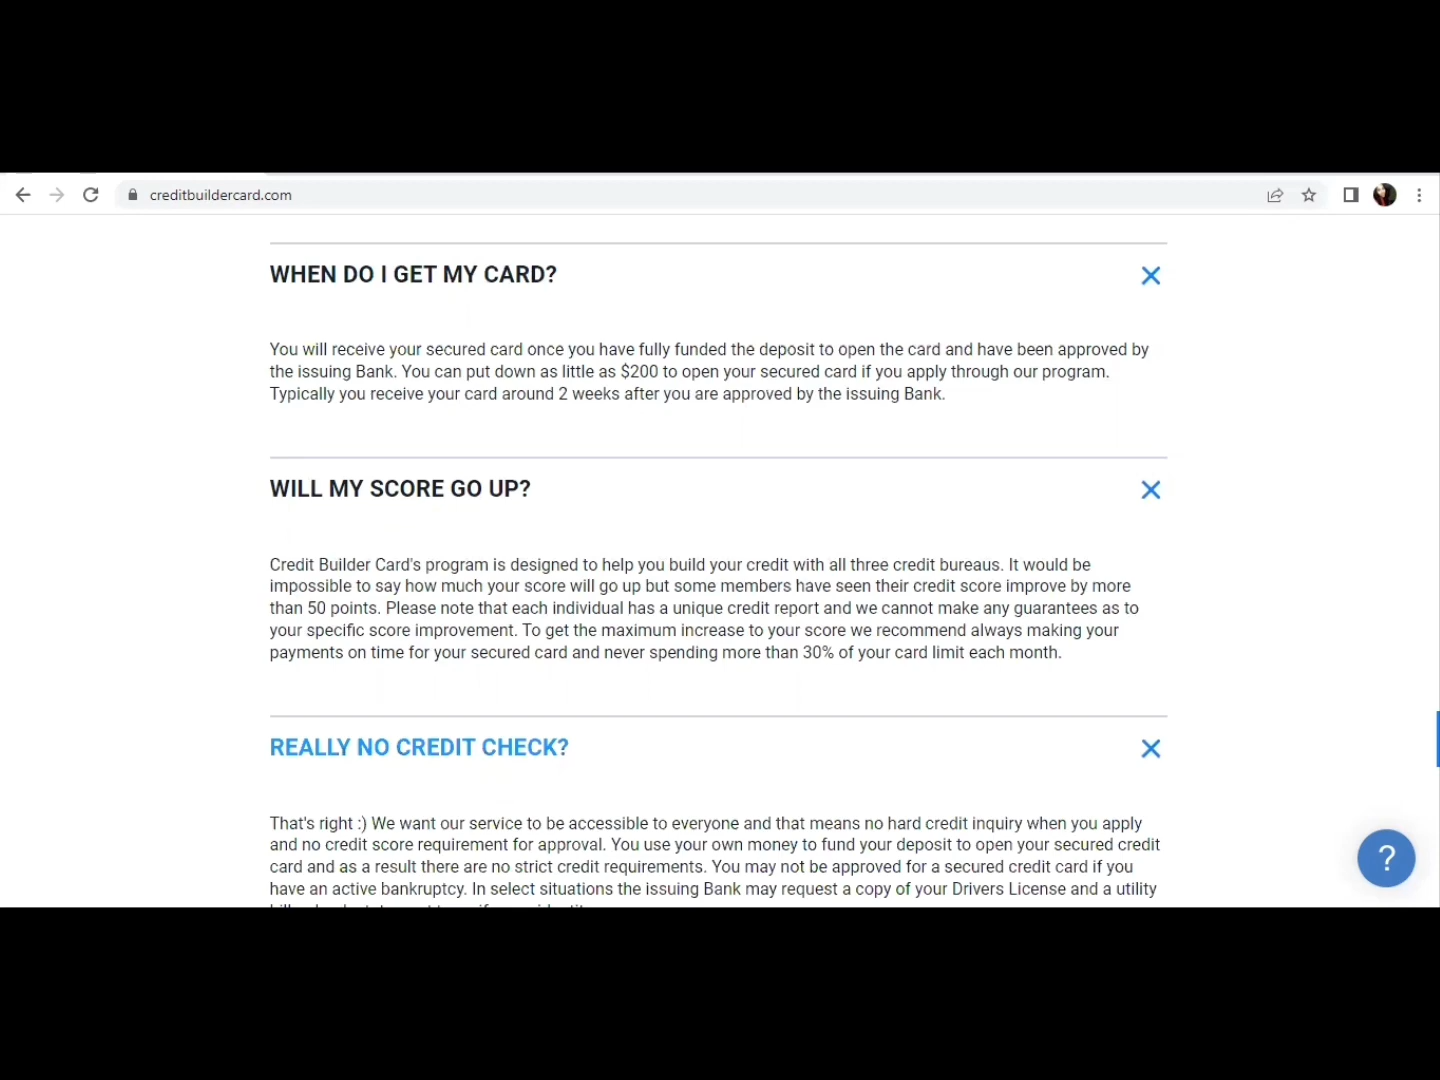 creditbuildercard.com
WHEN DO I GET MY CARD?
You will receive your secured card once you have fully funded the deposit to open the card and have been approved by
the issuing Bank. You can put down as little as $200 to open your secured card if you apply through our program.
Typically you receive your card around 2 weeks after you are approved by the issuing Bank.
WILL MY SCORE GO UP?
Credit Builder Card's program is designed to help you build your credit with all three credit bureaus. It would be
impossible to say how much your score will go up but some members have seen their credit score improve by more
than 50 points. Please note that each individual has a unique credit report and we cannot make any guarantees as to
your specific score improvement. To get the maximum increase to your score we recommend always making your
payments on time for your secured card and never spending more than 30% of your card limit each month.
REALLY NO CREDIT CHECK?
That's right :) We want our service to be accessible to everyone and that means no hard credit inquiry when you apply
and no credit score requirement for approval. You use your own money to fund your deposit to open your secured credit
card and as a result there are no strict credit requirements. You may not be approved for a secured credit card if you
have an active bankruptcy. In select situations the issuing Bank may request a copy of your Drivers License and a utility
?